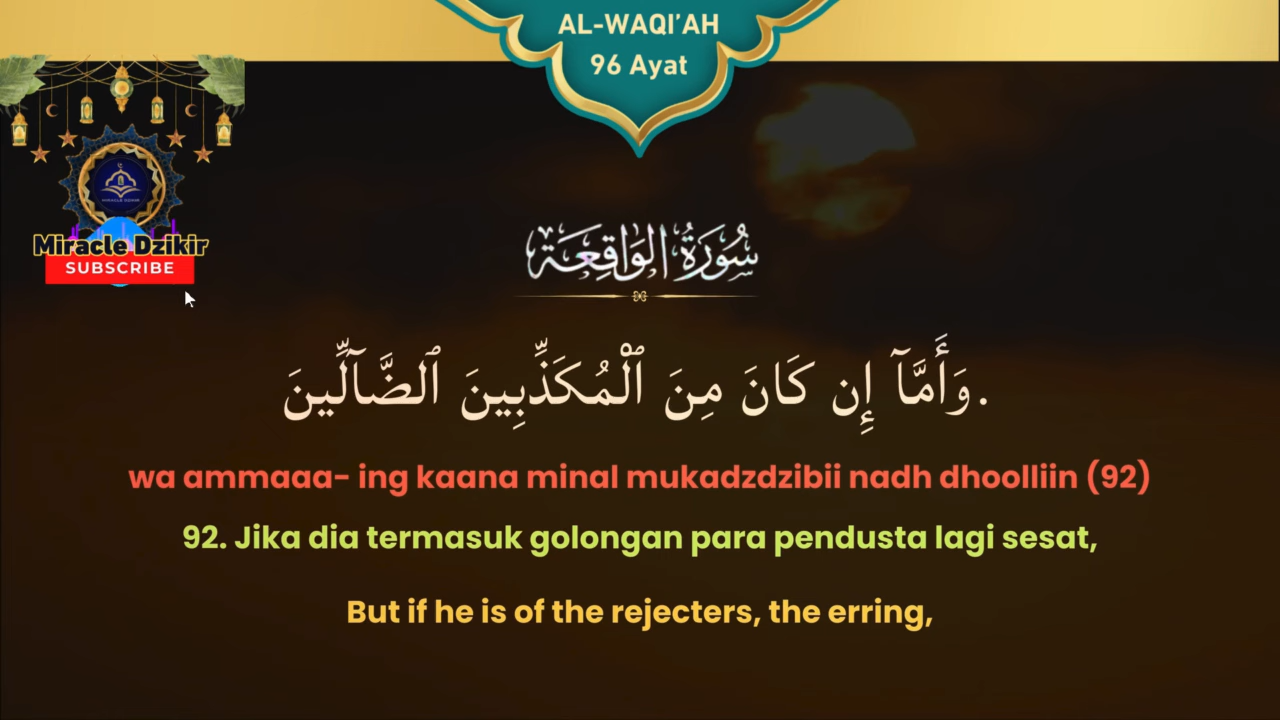 AL-WAQI’AH
96 Ayat
Miracle Dzikir
SUBSCRIBE
سُورَةُ الوَاقِعَة
وَأَمَّآ إِن كَانَ مِنَ ٱلْمُكَذِّبِينَ ٱلضَّآلِّينَ.
wa ammaaa- ing kaana minal mukadzdzibii nadh dhoolliin (92)
92. Jika dia termasuk golongan para pendusta lagi sesat,
But if he is of the rejecters, the erring,